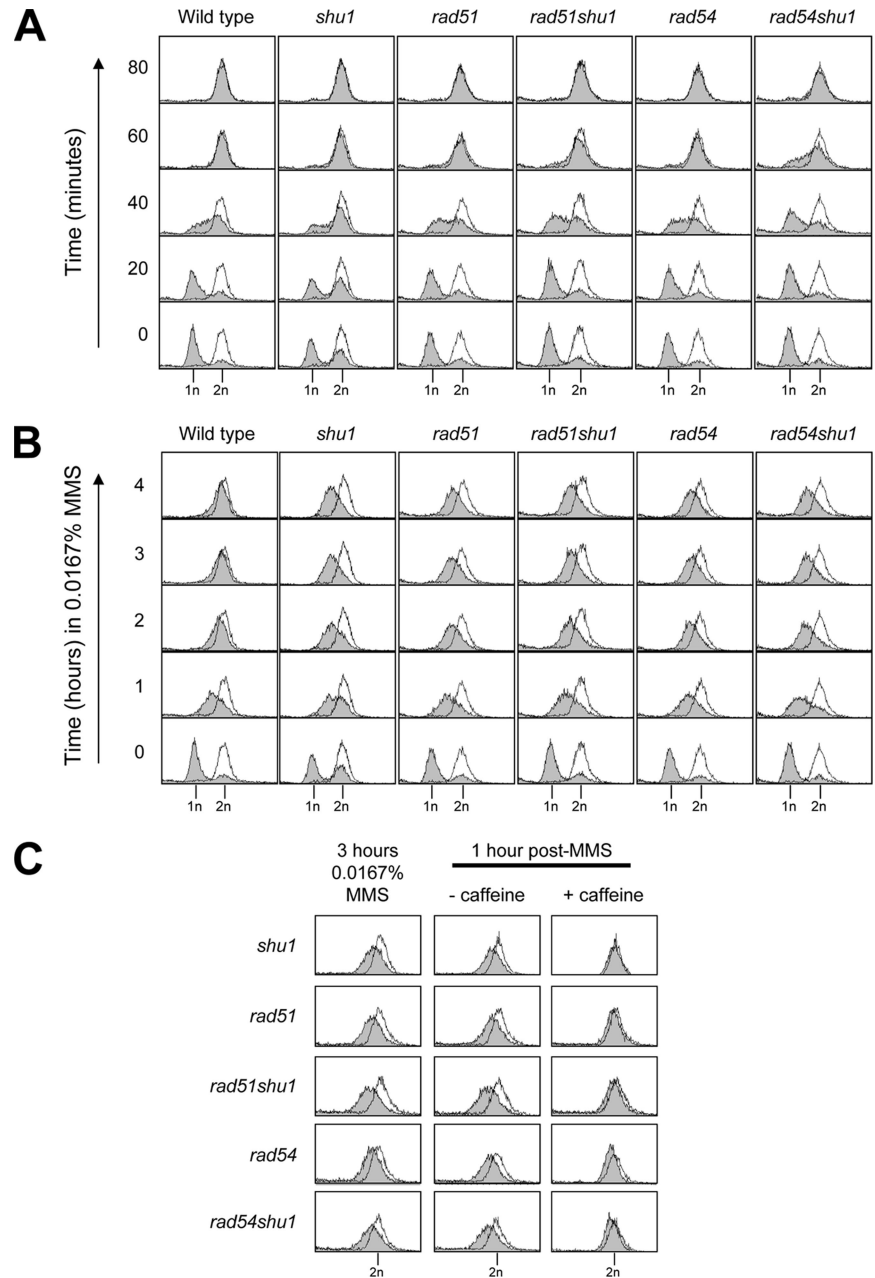 A
Wild type shu1 rad51 rad51shu1 rad54 rad54shu1
Time (minutes)
80
60
40
20
0
1n 2n 1n 2n 1n 2n 1n 2n 1n 2n 1n 2n
B
Wild type shu1 rad51 rad51shu1 rad54 rad54shu1
Time (hours) in 0.0167% MMS
4
3
2
1
0
1n 2n 1n 2n 1n 2n 1n 2n 1n 2n 1n 2n
C
3 hours
0.0167%
MMS
1 hour post-MMS
- caffeine + caffeine
shu1
rad51
rad51shu1
rad54
rad54shu1
2n 2n 2n